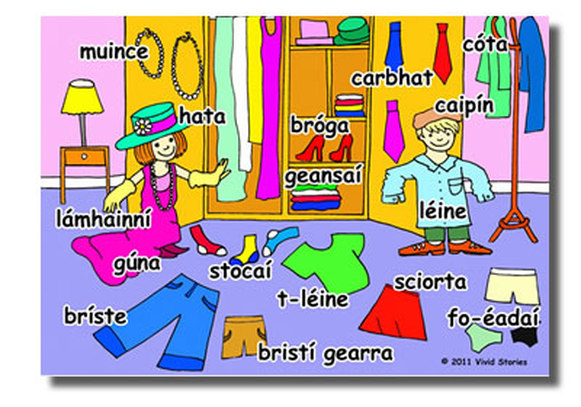 muince
cóta
carbhat
caipín
hata
bróga
geansaí
lámhainní
léine
gúna
stocaí
t-léine
sciorta
bríste
fo-éadaí
bristí gearra
© 2011 Vivid Stories